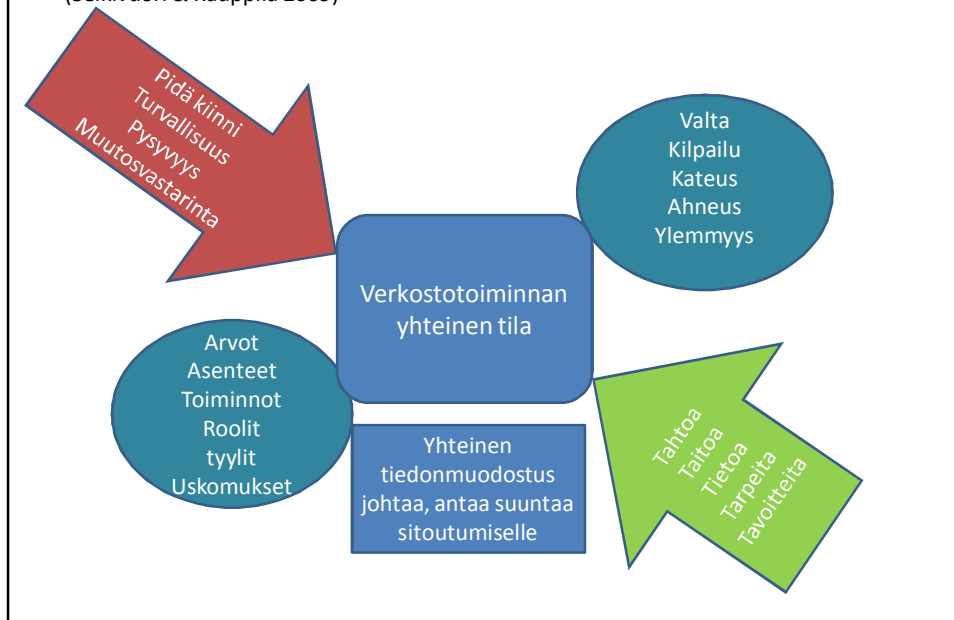 Pidä kiinni
Turvallisuus
Pysyvyys
Muutosvastarinta
Valta
Kilpailu
Kateus
Ahneus
Ylemmyys
Verkostotoiminnan
yhteinen tila
Arvot
Asenteet
Toiminnot
Roolit
tyylit
Uskomukset
Yhteinen
tiedonmuodostus
johtaa, antaa suuntaa
sitoutumiselle
Tahtoa
Taitoa
Tietoa
Tarpeita
Tavoitteita